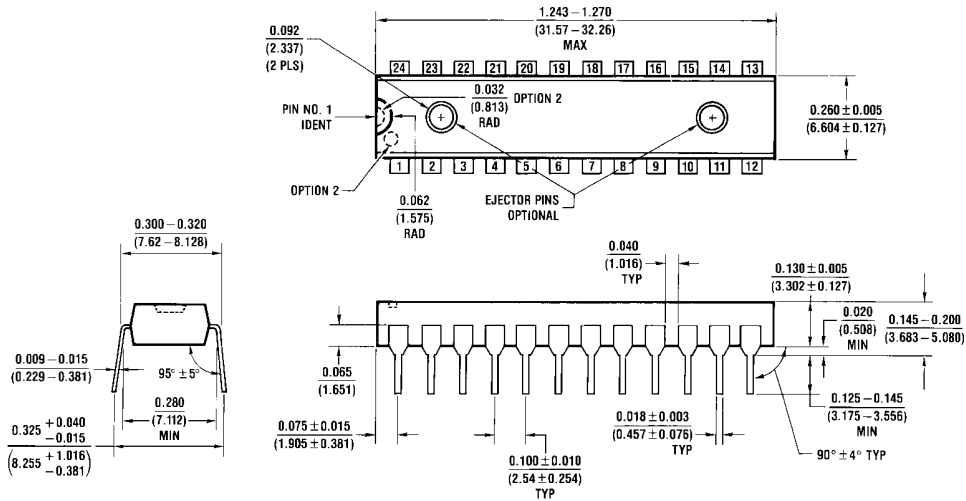 1.243–1.270
(31.57–32.26)
MAX
0.092
(2.337)
(2 PLS)
24 23 22 21 20 19 18 17 16 15 14 13
0.032
(0.813)
RAD
OPTION 2
PIN NO. 1
IDENT
0.260 ± 0.005
(6.604 ± 0.127)
1 2 3 4 5 6 7 8 9 10 11 12
OPTION 2
0.062
(1.575)
RAD
EJECTOR PINS
OPTIONAL
0.300–0.320
(7.62–8.128)
0.040
(1.016)
TYP
0.130 ± 0.005
(3.302 ± 0.127)
0.020
(0.508)
MIN
0.145–0.200
(3.683–5.080)
0.009–0.015
(0.229–0.381)
95° ± 5°
0.065
(1.651)
0.280
(7.112)
MIN
0.125–0.145
(3.175–3.556)
MIN
0.325 +0.040 −0.015
(8.255 +1.016 −0.381)
0.075 ± 0.015
(1.905 ± 0.381)
0.018 ± 0.003
(0.457 ± 0.076)
TYP
90° ± 4° TYP
0.100 ± 0.010
(2.54 ± 0.254)
TYP